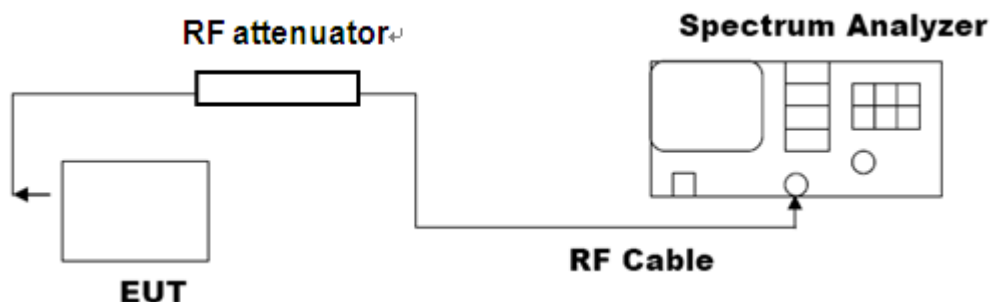 RF attenuator↵
Spectrum Analyzer
RF Cable
EUT